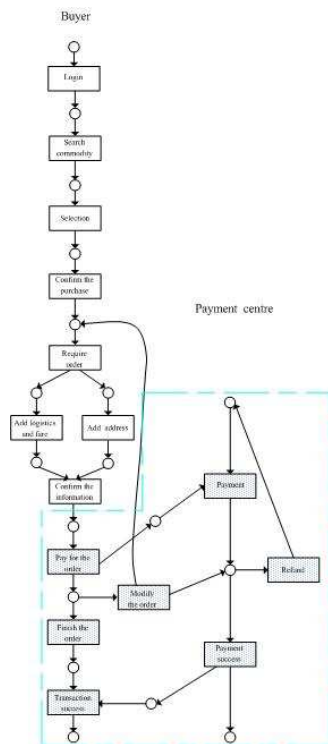 Buyer
Login
Search
commodity
Selection
Confirm the
purchase
Payment centre
Require
order
Add logistics
and fare
Add address
Confirm the
information
Payment
Pay for the
order
Modify
the order
Refund
Finish the
order
Payment
success
Transaction
success